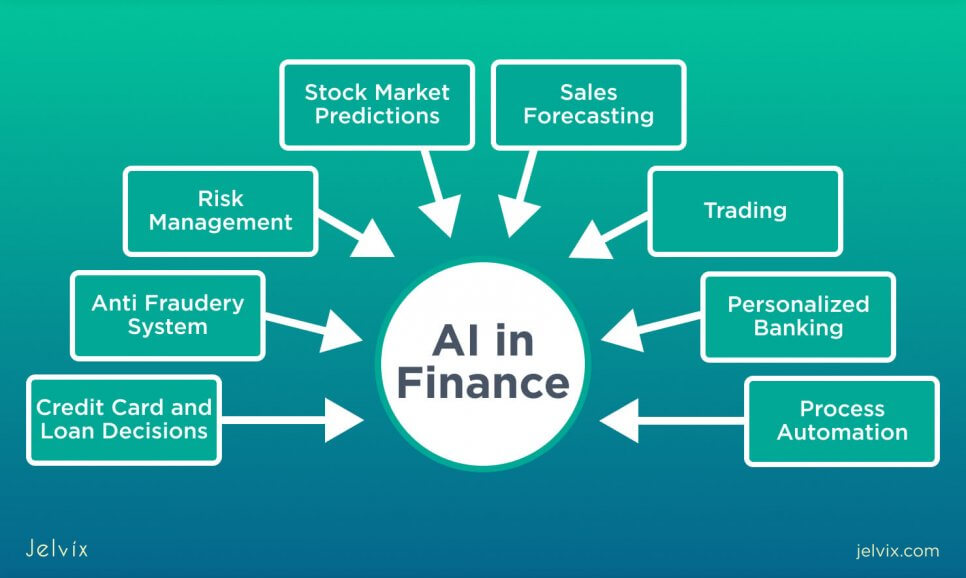 Stock Market
Predictions
Sales
Forecasting
Risk
Management
Trading
Anti Fraudery
System
Personalized
Banking
AI in
Finance
Credit Card and
Loan Decisions
Process
Automation
Jelvíx
jelvix.com